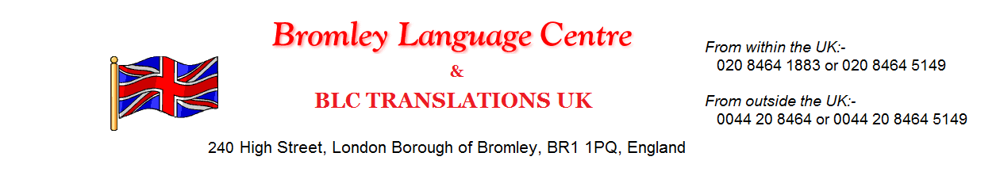 Bromley Language Centre
&
BLC TRANSLATIONS UK
240 High Street, London Borough of Bromley, BR1 1PQ, England
From within the UK:-
020 8464 1883 or 020 8464 5149
From outside the UK:-
0044 20 8464 or 0044 20 8464 5149